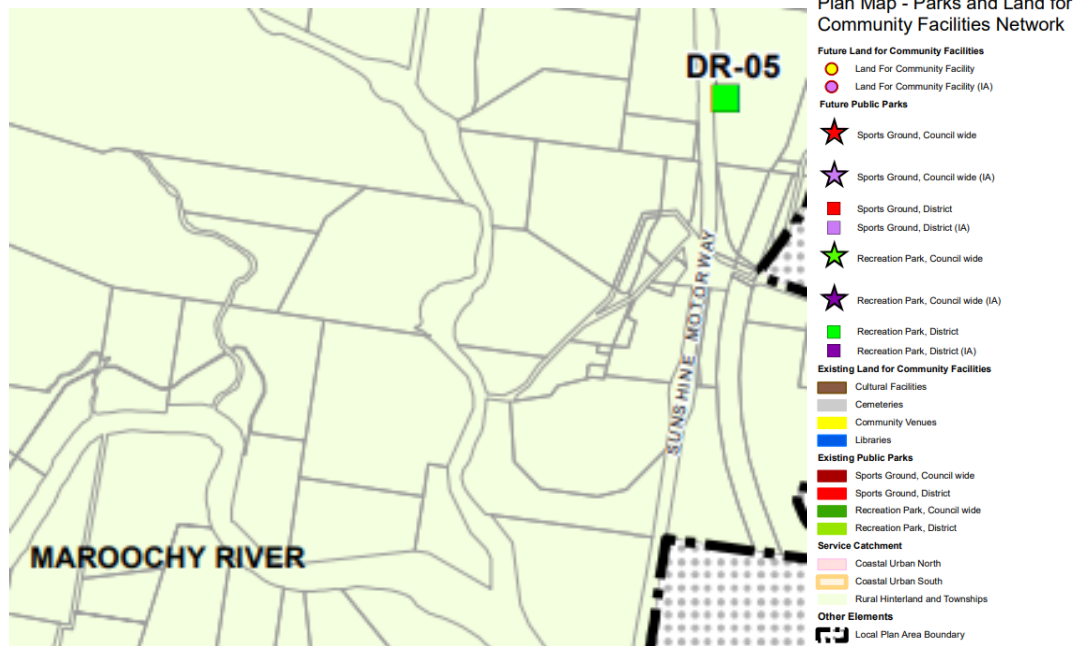 DR-05
SUNSHINE MOTORWAY
MAROOCHY RIVER
Plan Map - Parks and Land for
Community Facilities Network
Future Land for Community Facilities
Land For Community Facility
Land For Community Facility (IA)
Future Public Parks
Sports Ground, Council wide
Sports Ground, Council wide (IA)
Sports Ground, District
Sports Ground, District (IA)
Recreation Park, Council wide
Recreation Park, Council wide (IA)
Recreation Park, District
Recreation Park, District (IA)
Existing Land for Community Facilities
Cultural Facilities
Cemeteries
Community Venues
Libraries
Existing Public Parks
Sports Ground, Council wide
Sports Ground, District
Recreation Park, Council wide
Recreation Park, District
Service Catchment
Coastal Urban North
Coastal Urban South
Rural Hinterland and Townships
Other Elements
Local Plan Area Boundary